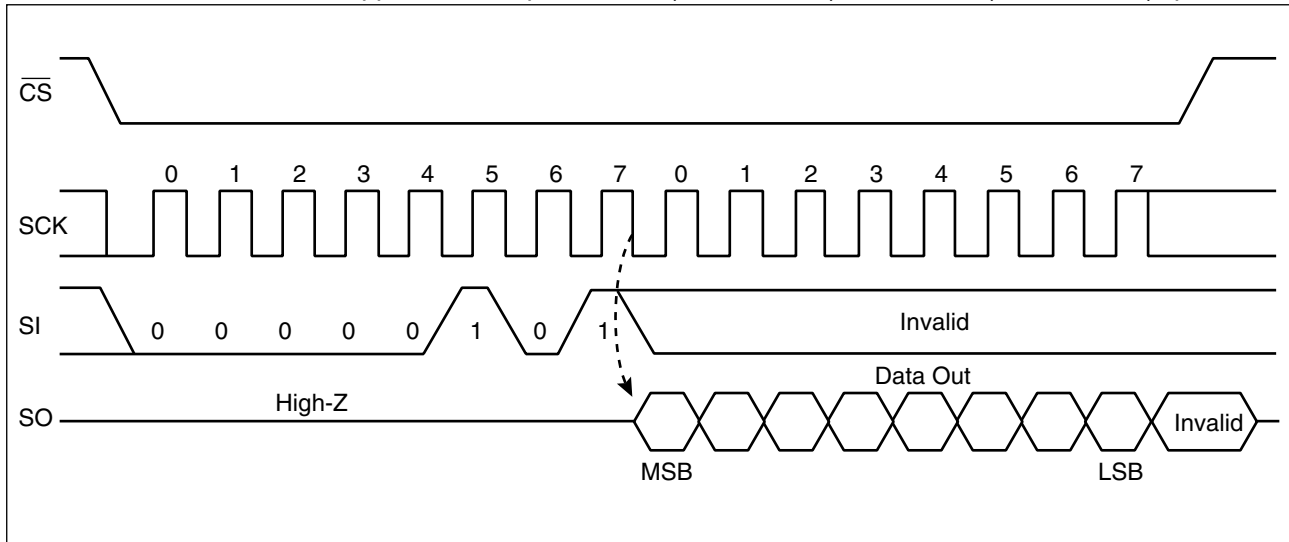 CS
0 1 2 3 4 5 6 7 0 1 2 3 4 5 6 7
SCK
SI 0 0 0 0 0 1 0 1 Invalid
Data Out
High-Z
SO Invalid
MSB LSB